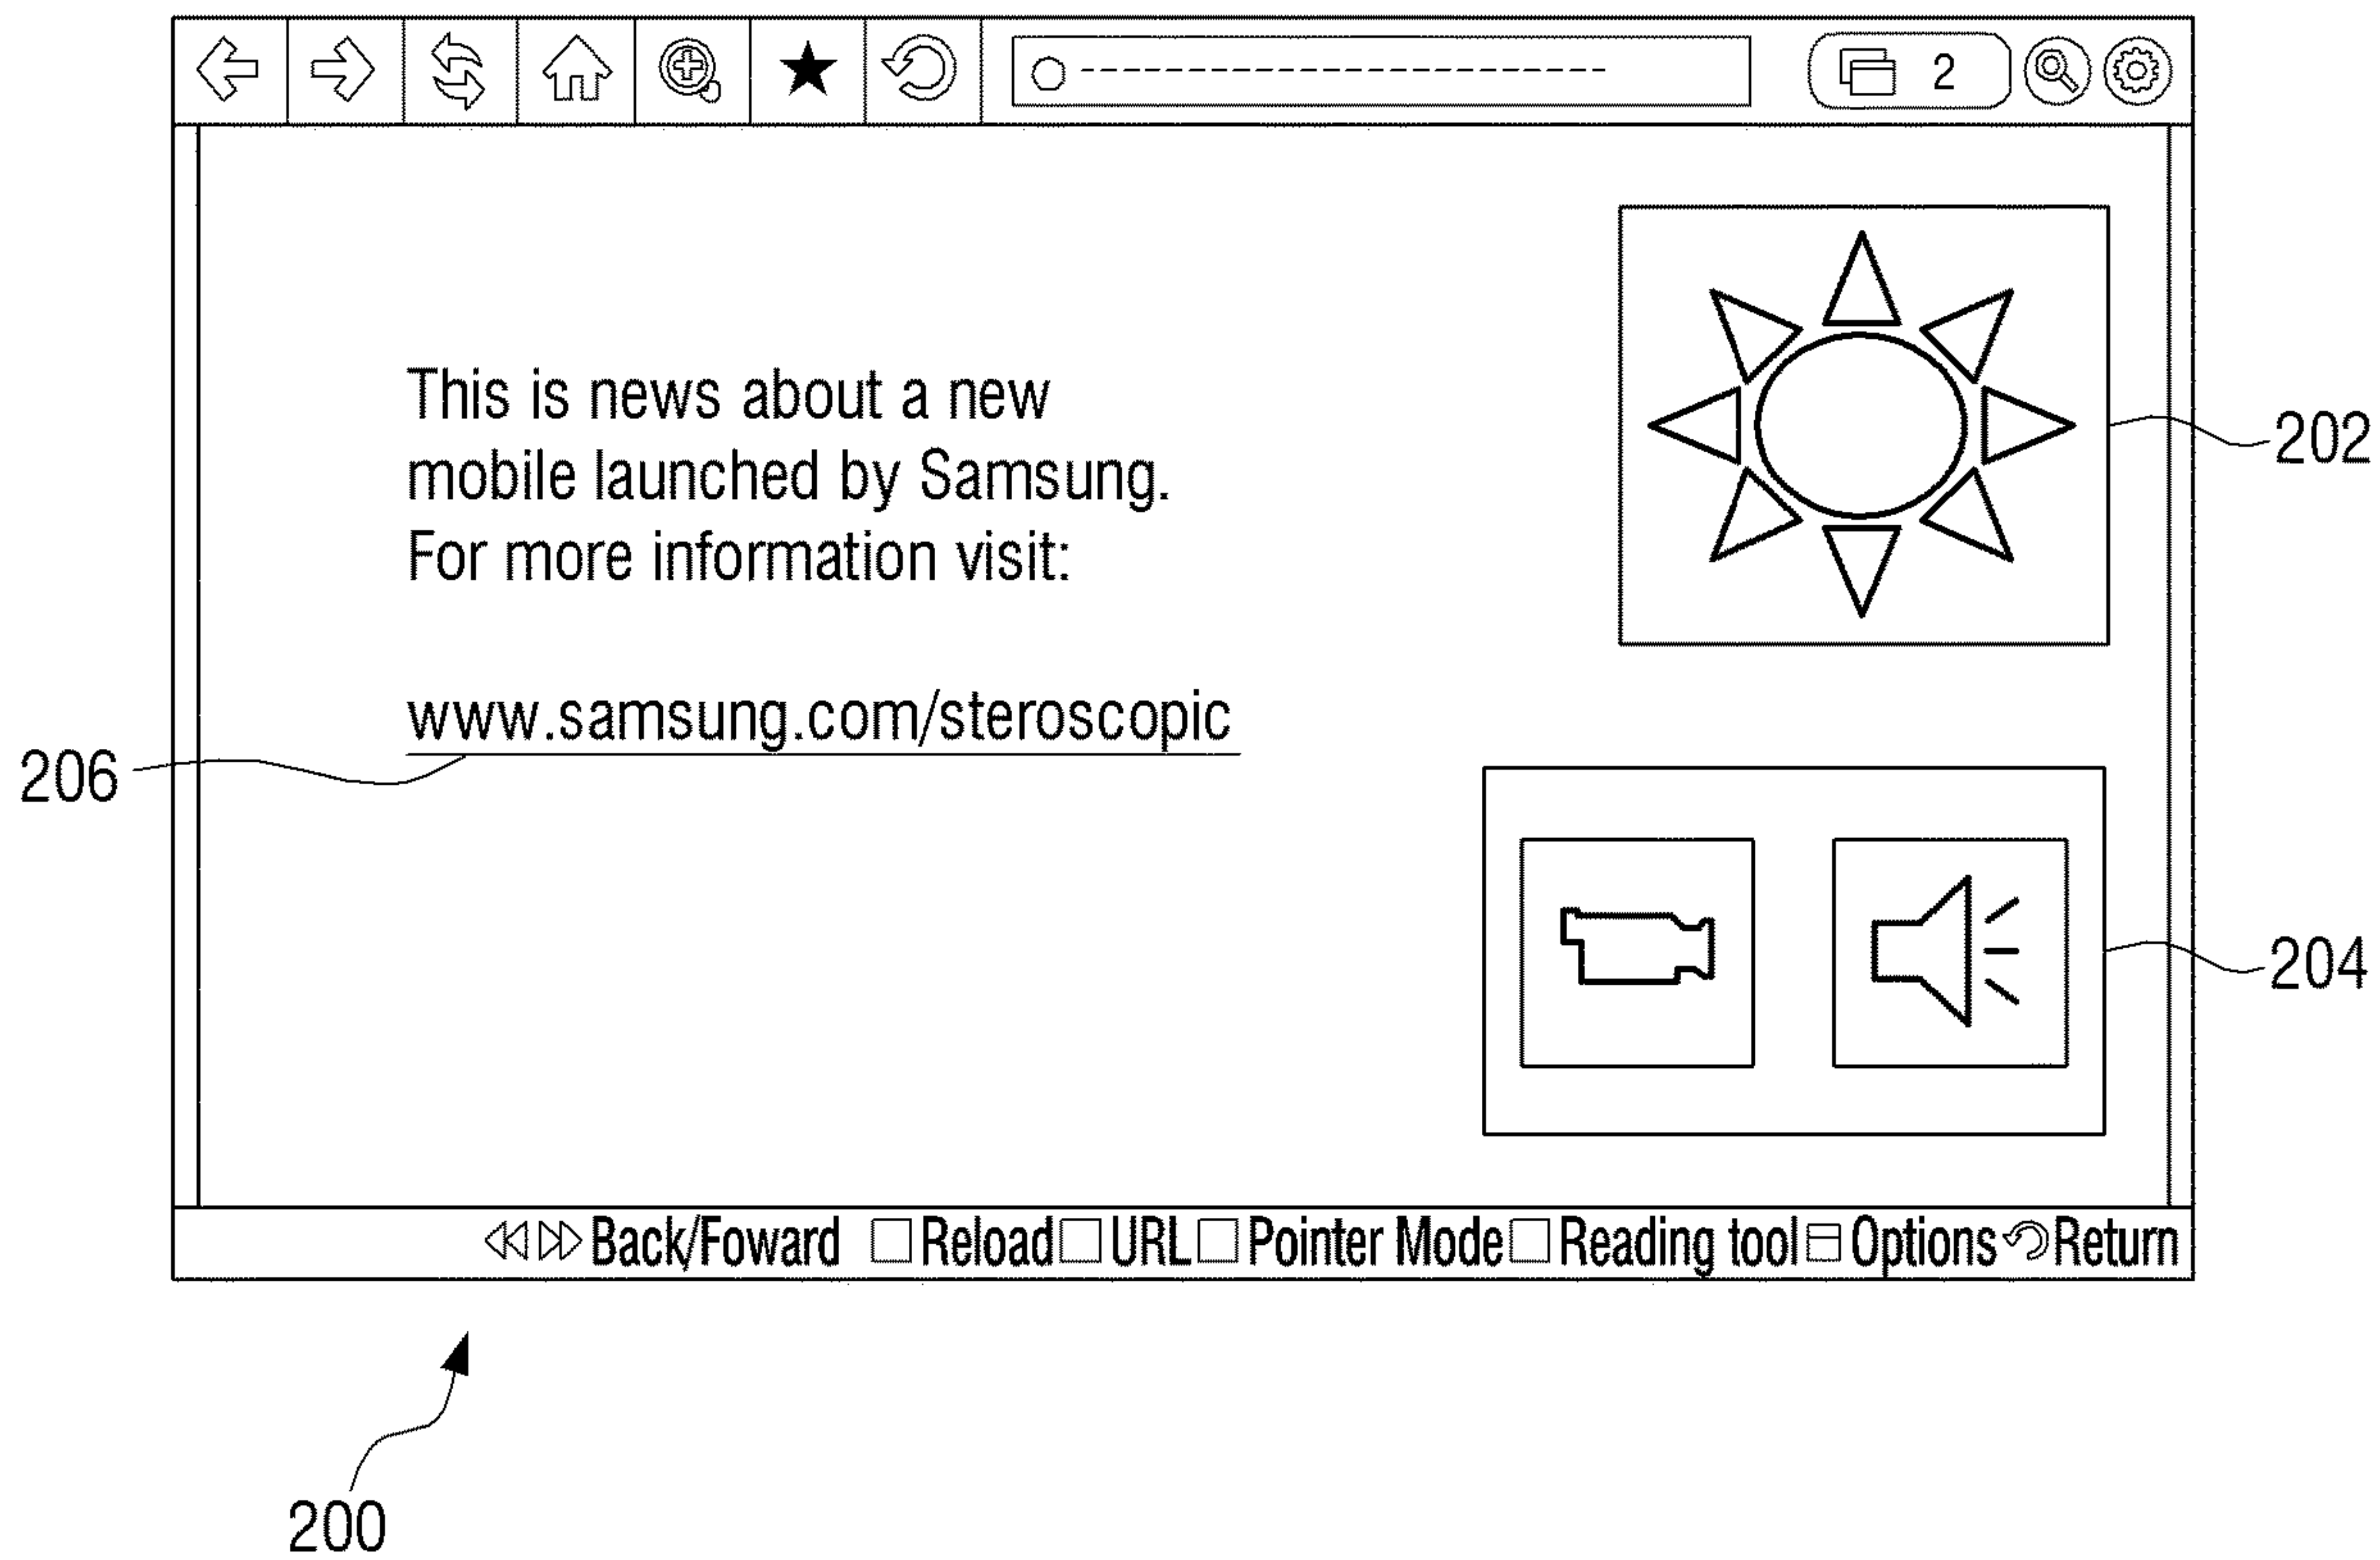 2
This is news about a new
mobile launched by Samsung.
For more information visit:
www.samsung.com/steroscopic
202
206
204
Back/Foward Reload URL Pointer Mode Reading tool Options Return
200